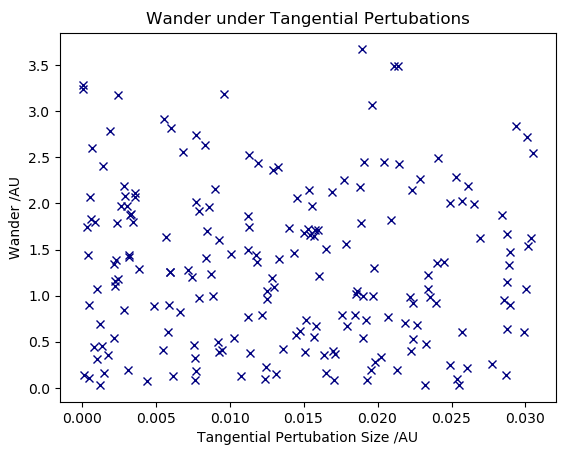 Wander under Tangential Pertubations
Wander /AU
3.5
3.0
2.5
2.0
1.5
1.0
0.5
0.0
0.000 0.005 0.010 0.015 0.020 0.025 0.030
Tangential Pertubation Size /AU